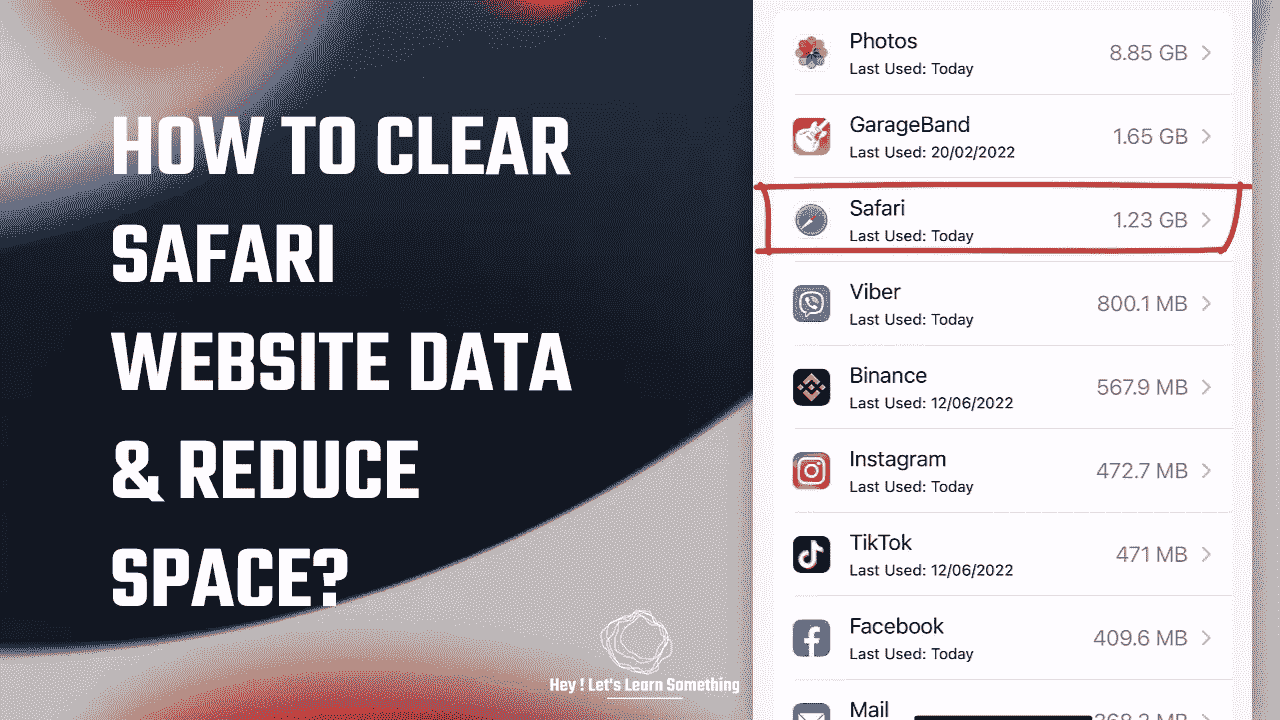 HOW TO CLEAR
SAFARI
WEBSITE DATA
& REDUCE
SPACE?
Hey ! Let's Learn Something
Photos
8.85 GB
Last Used: Today
GarageBand
1.65 GB
Last Used: 20/02/2022
Safari
1.23 GB
Last Used: Today
Viber
800.1 MB
Last Used: Today
Binance
567.9 MB
Last Used: 12/06/2022
Instagram
472.7 MB
Last Used: Today
TikTok
471 MB
Last Used: 12/06/2022
Facebook
409.6 MB
Last Used: Today
Mail